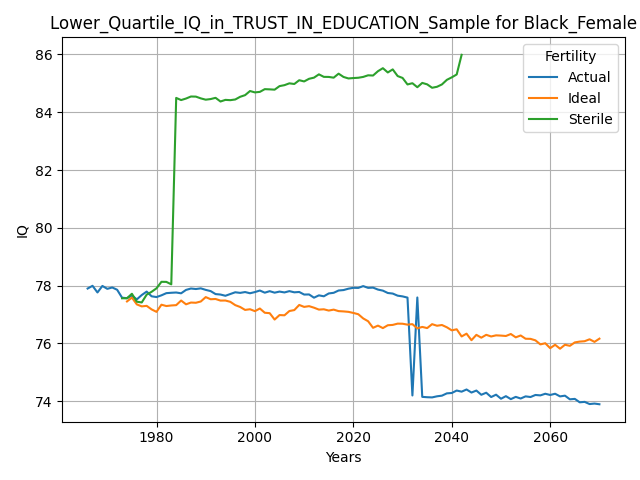 Lower_Quartile_IQ_in_TRUST_IN_EDUCATION_Sample for Black_Female
86
84
82
80
78
76
74
IQ
Fertility
Actual
Ideal
Sterile
1980
2000
2020
2040
2060
Years